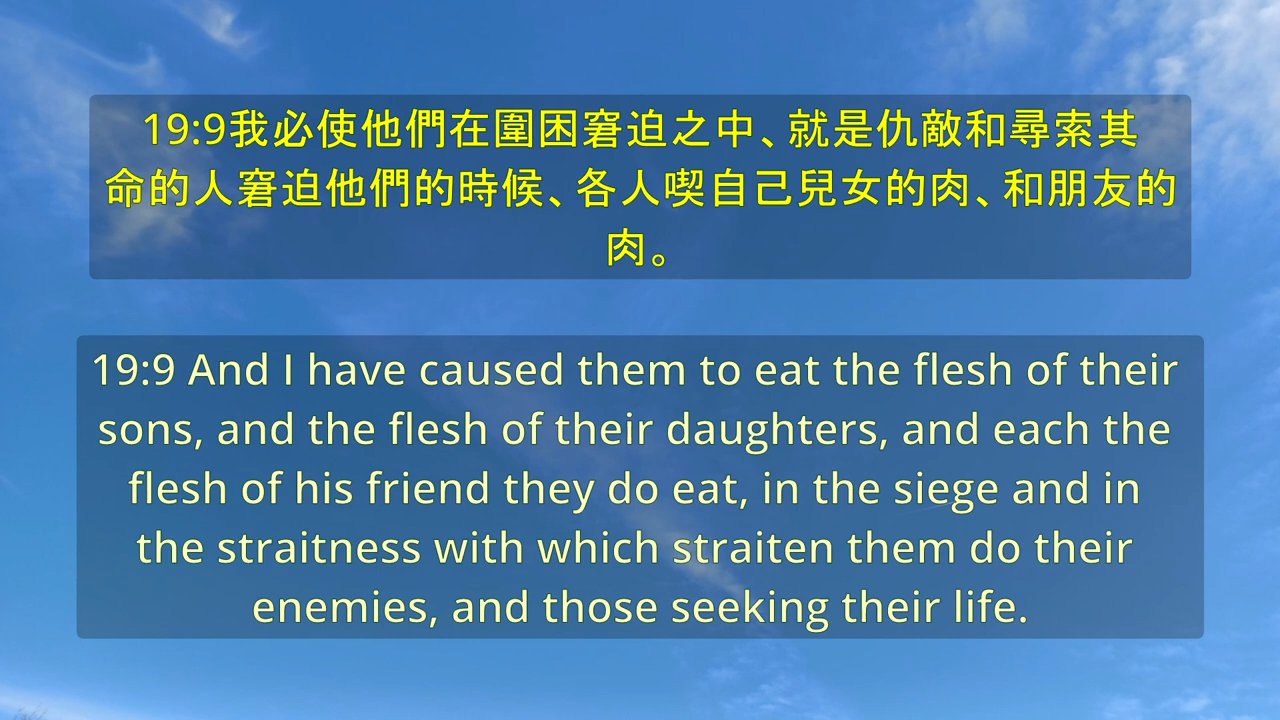 19:9我必使他們在圍困窘迫之中、就是仇敵和尋索其
命的人窘迫他們的時候、各人喫自己兒女的肉、和朋友的
肉。
19:9 And I have caused them to eat the flesh of their
sons, and the flesh of their daughters, and each the
flesh of his friend they do eat, in the siege and in
the straitness with which straiten them do their
enemies, and those seeking their life.